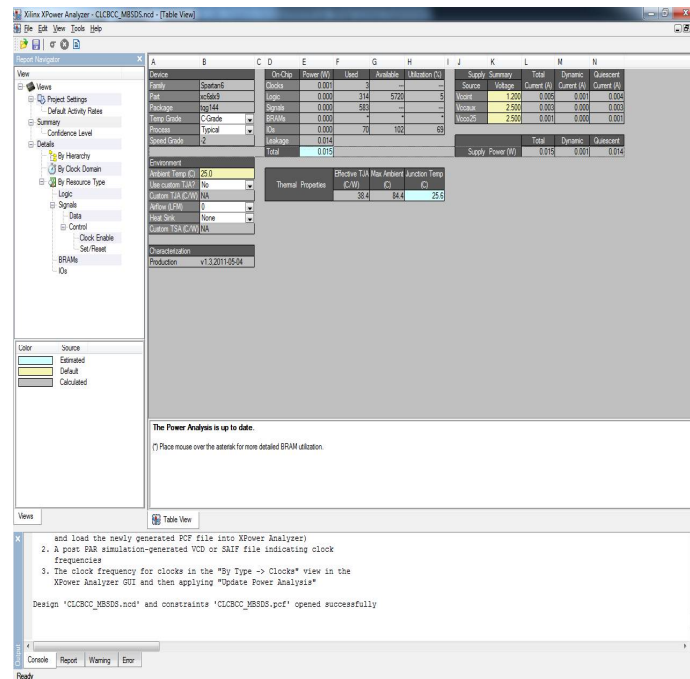 Xilinx XPower Analyzer - CLCBCC_MBSDS.ncd - [Table View]
File Edit View Tools Help
Report Navigator X
View
Views
Project Settings
Default Activity Rates
Summary
Confidence Level
Details
By Hierarchy
By Clock Domain
By Resource Type
Logic
Signals
Data
Control
Clock Enable
Set/Reset
BRAMs
IOs
A B C D E F G H I J K L M N
Device
Family Spartan6
Part xc6slx9
Package tqg144
Temp Grade C-Grade
Process Typical
Speed Grade -2
Environment
Ambient Temp (C) 25.0
Use custom TJA? No
Custom TJA (C/W) NA
Airflow (LFM) 0
Heat Sink None
Custom TSA (C/W) NA
Characterization
Production v1.3,2011-05-04
On-Chip Power (W) Used Available Utilization (%)
Clocks 0.001 3 --- ---
Logic 0.000 314 5720 5
Signals 0.000 583 --- ---
BRAMs 0.000 * * *
IOs 0.000 70 102 69
Leakage 0.014
Total 0.015
Effective TJA Max Ambient Junction Temp
Thermal Properties (C/W) (C) (C)
38.4 84.4 25.6
Supply Summary Total Dynamic Quiescent
Source Voltage Current (A) Current (A) Current (A)
Vccint 1.200 0.005 0.001 0.004
Vccaux 2.500 0.003 0.000 0.003
Vcco25 2.500 0.001 0.000 0.001
Total Dynamic Quiescent
Supply Power (W) 0.015 0.001 0.014
Color Source
Estimated
Default
Calculated
The Power Analysis is up to date.
(*) Place mouse over the asterisk for more detailed BRAM utilization.
Views
Table View
and load the newly generated PCF file into XPower Analyzer)
2. A post PAR simulation-generated VCD or SAIF file indicating clock
frequencies
3. The clock frequency for clocks in the "By Type -> Clocks" view in the
XPower Analyzer GUI and then applying "Update Power Analysis"
Design 'CLCBCC_MBSDS.ncd' and constraints 'CLCBCC_MBSDS.pcf' opened successfully
Output
Console Report Warning Error
Ready